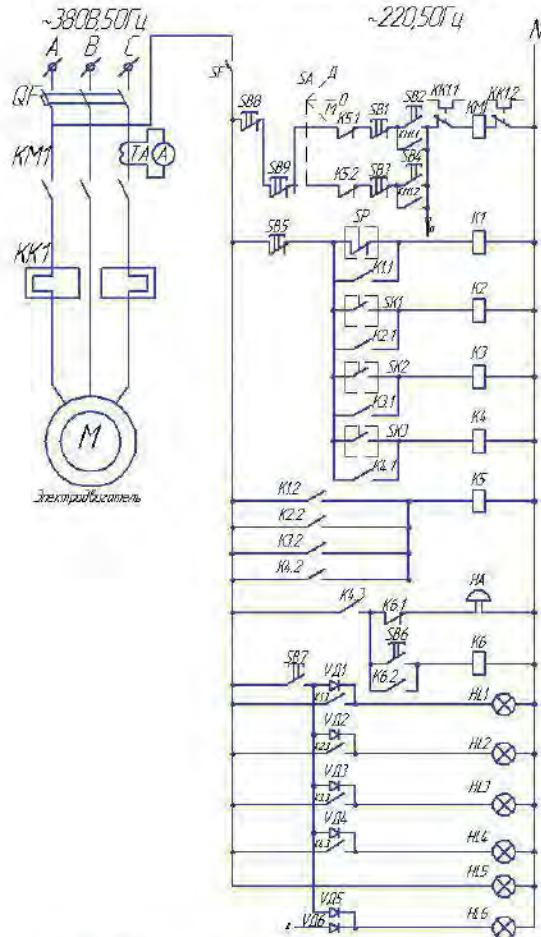 ~380В,50Гц
~220,50Гц
N
A B C
QF
SF
SA
Д
М
О
SB8
SB9
K5.1
SB1
SB2
KK1.1
KM1
KK1.2
KM1
TA
A
K5.2
SB3
SB4
SB5
SP
K1
KK1
K1.1
SK1
K2
K2.1
SK2
K3
K3.1
SK3
K4
K4.1
M
Электродвигатель
K1.2
K5
K2.2
K3.2
K4.2
K4.3
K6.1
HA
SB6
K6
K6.2
SB7
VД1
HL1
VД2
HL2
VД3
HL3
VД4
HL4
HL5
VД5
HL6
VД6